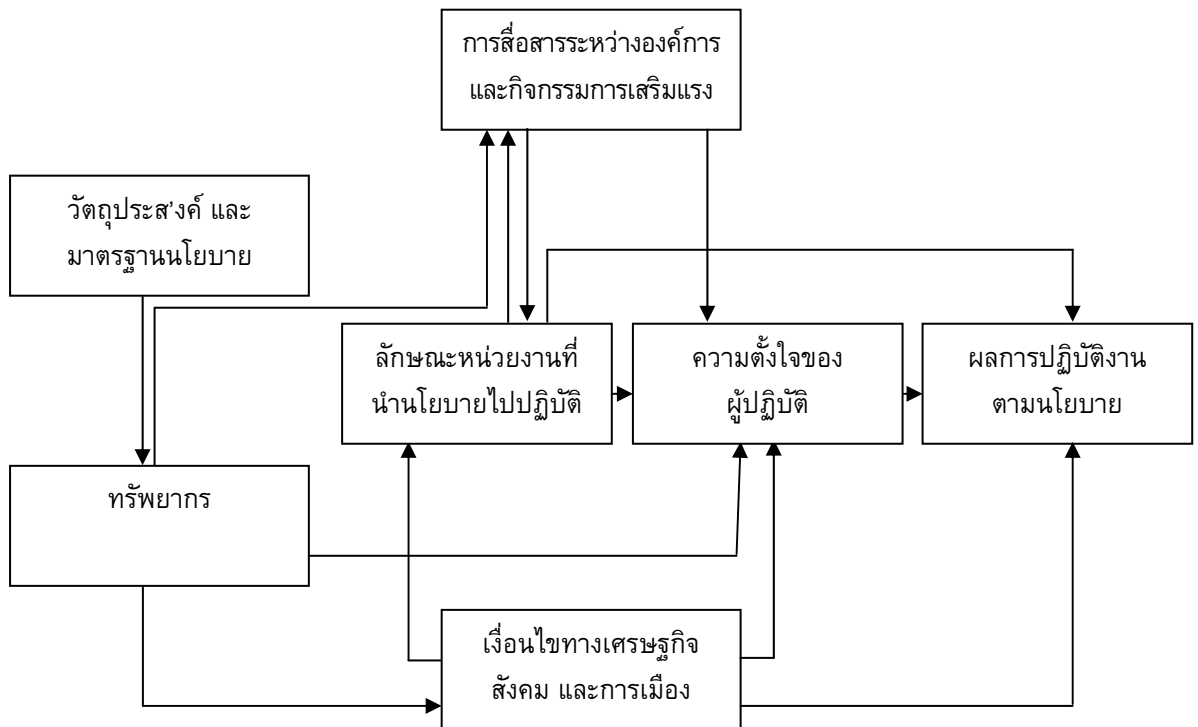 การสื่อสารระหว่างองค์การ
และกิจกรรมการเสริมแรง
วัตถุประส'งค์ และ
มาตรฐานนโยบาย
ลักษณะหน่วยงานที่
นำนโยบายไปปฏิบัติ
ความตั้งใจของ
ผู้ปฏิบัติ
ผลการปฏิบัติงาน
ตามนโยบาย
ทรัพยากร
เงื่อนไขทางเศรษฐกิจ
สังคม และการเมือง